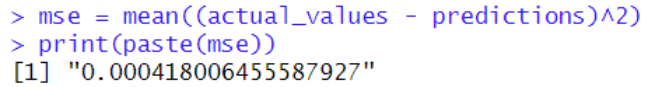 > mse = mean((actual_values - predictions)^2)
> print(paste(mse))
[1] "0.000418006455587927"